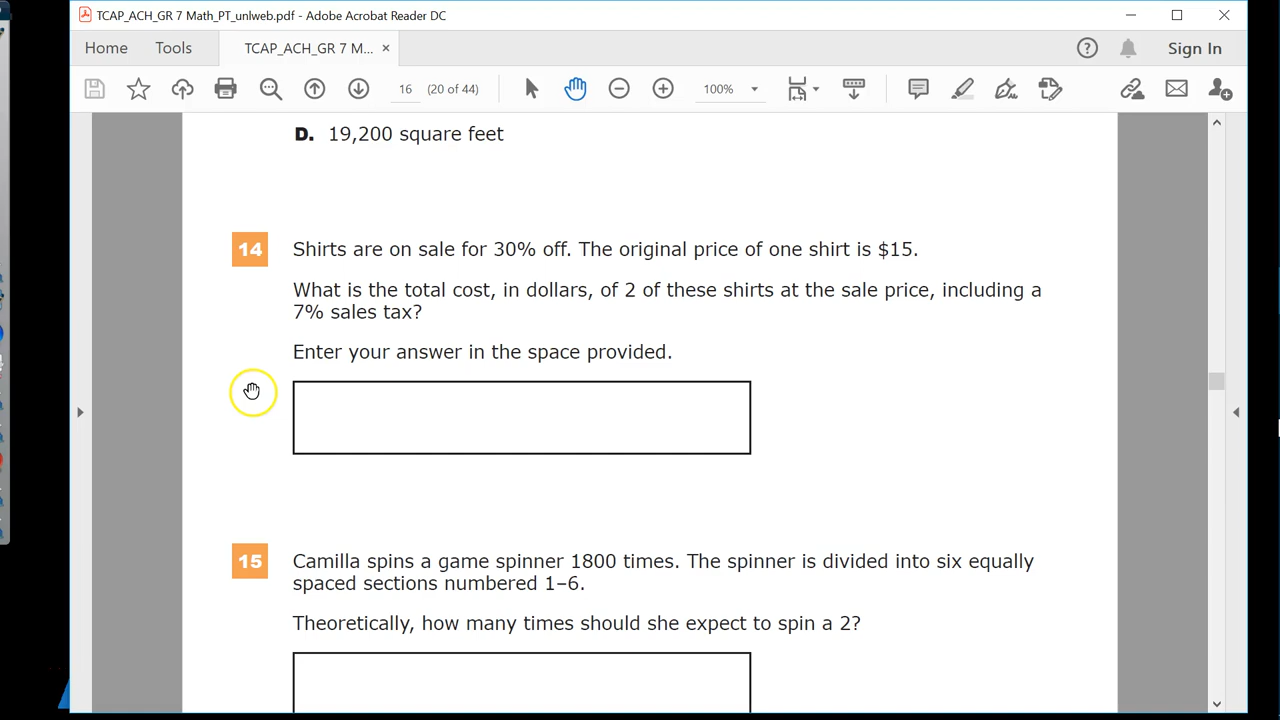 TCAP_ACH_GR 7 Math_PT_unlweb.pdf - Adobe Acrobat Reader DC
Home Tools TCAP_ACH_GR 7 M... × Sign In
16 (20 of 44) 100%
D. 19,200 square feet
14 Shirts are on sale for 30% off. The original price of one shirt is $15.
What is the total cost, in dollars, of 2 of these shirts at the sale price, including a
7% sales tax?
Enter your answer in the space provided.
15 Camilla spins a game spinner 1800 times. The spinner is divided into six equally
spaced sections numbered 1–6.
Theoretically, how many times should she expect to spin a 2?